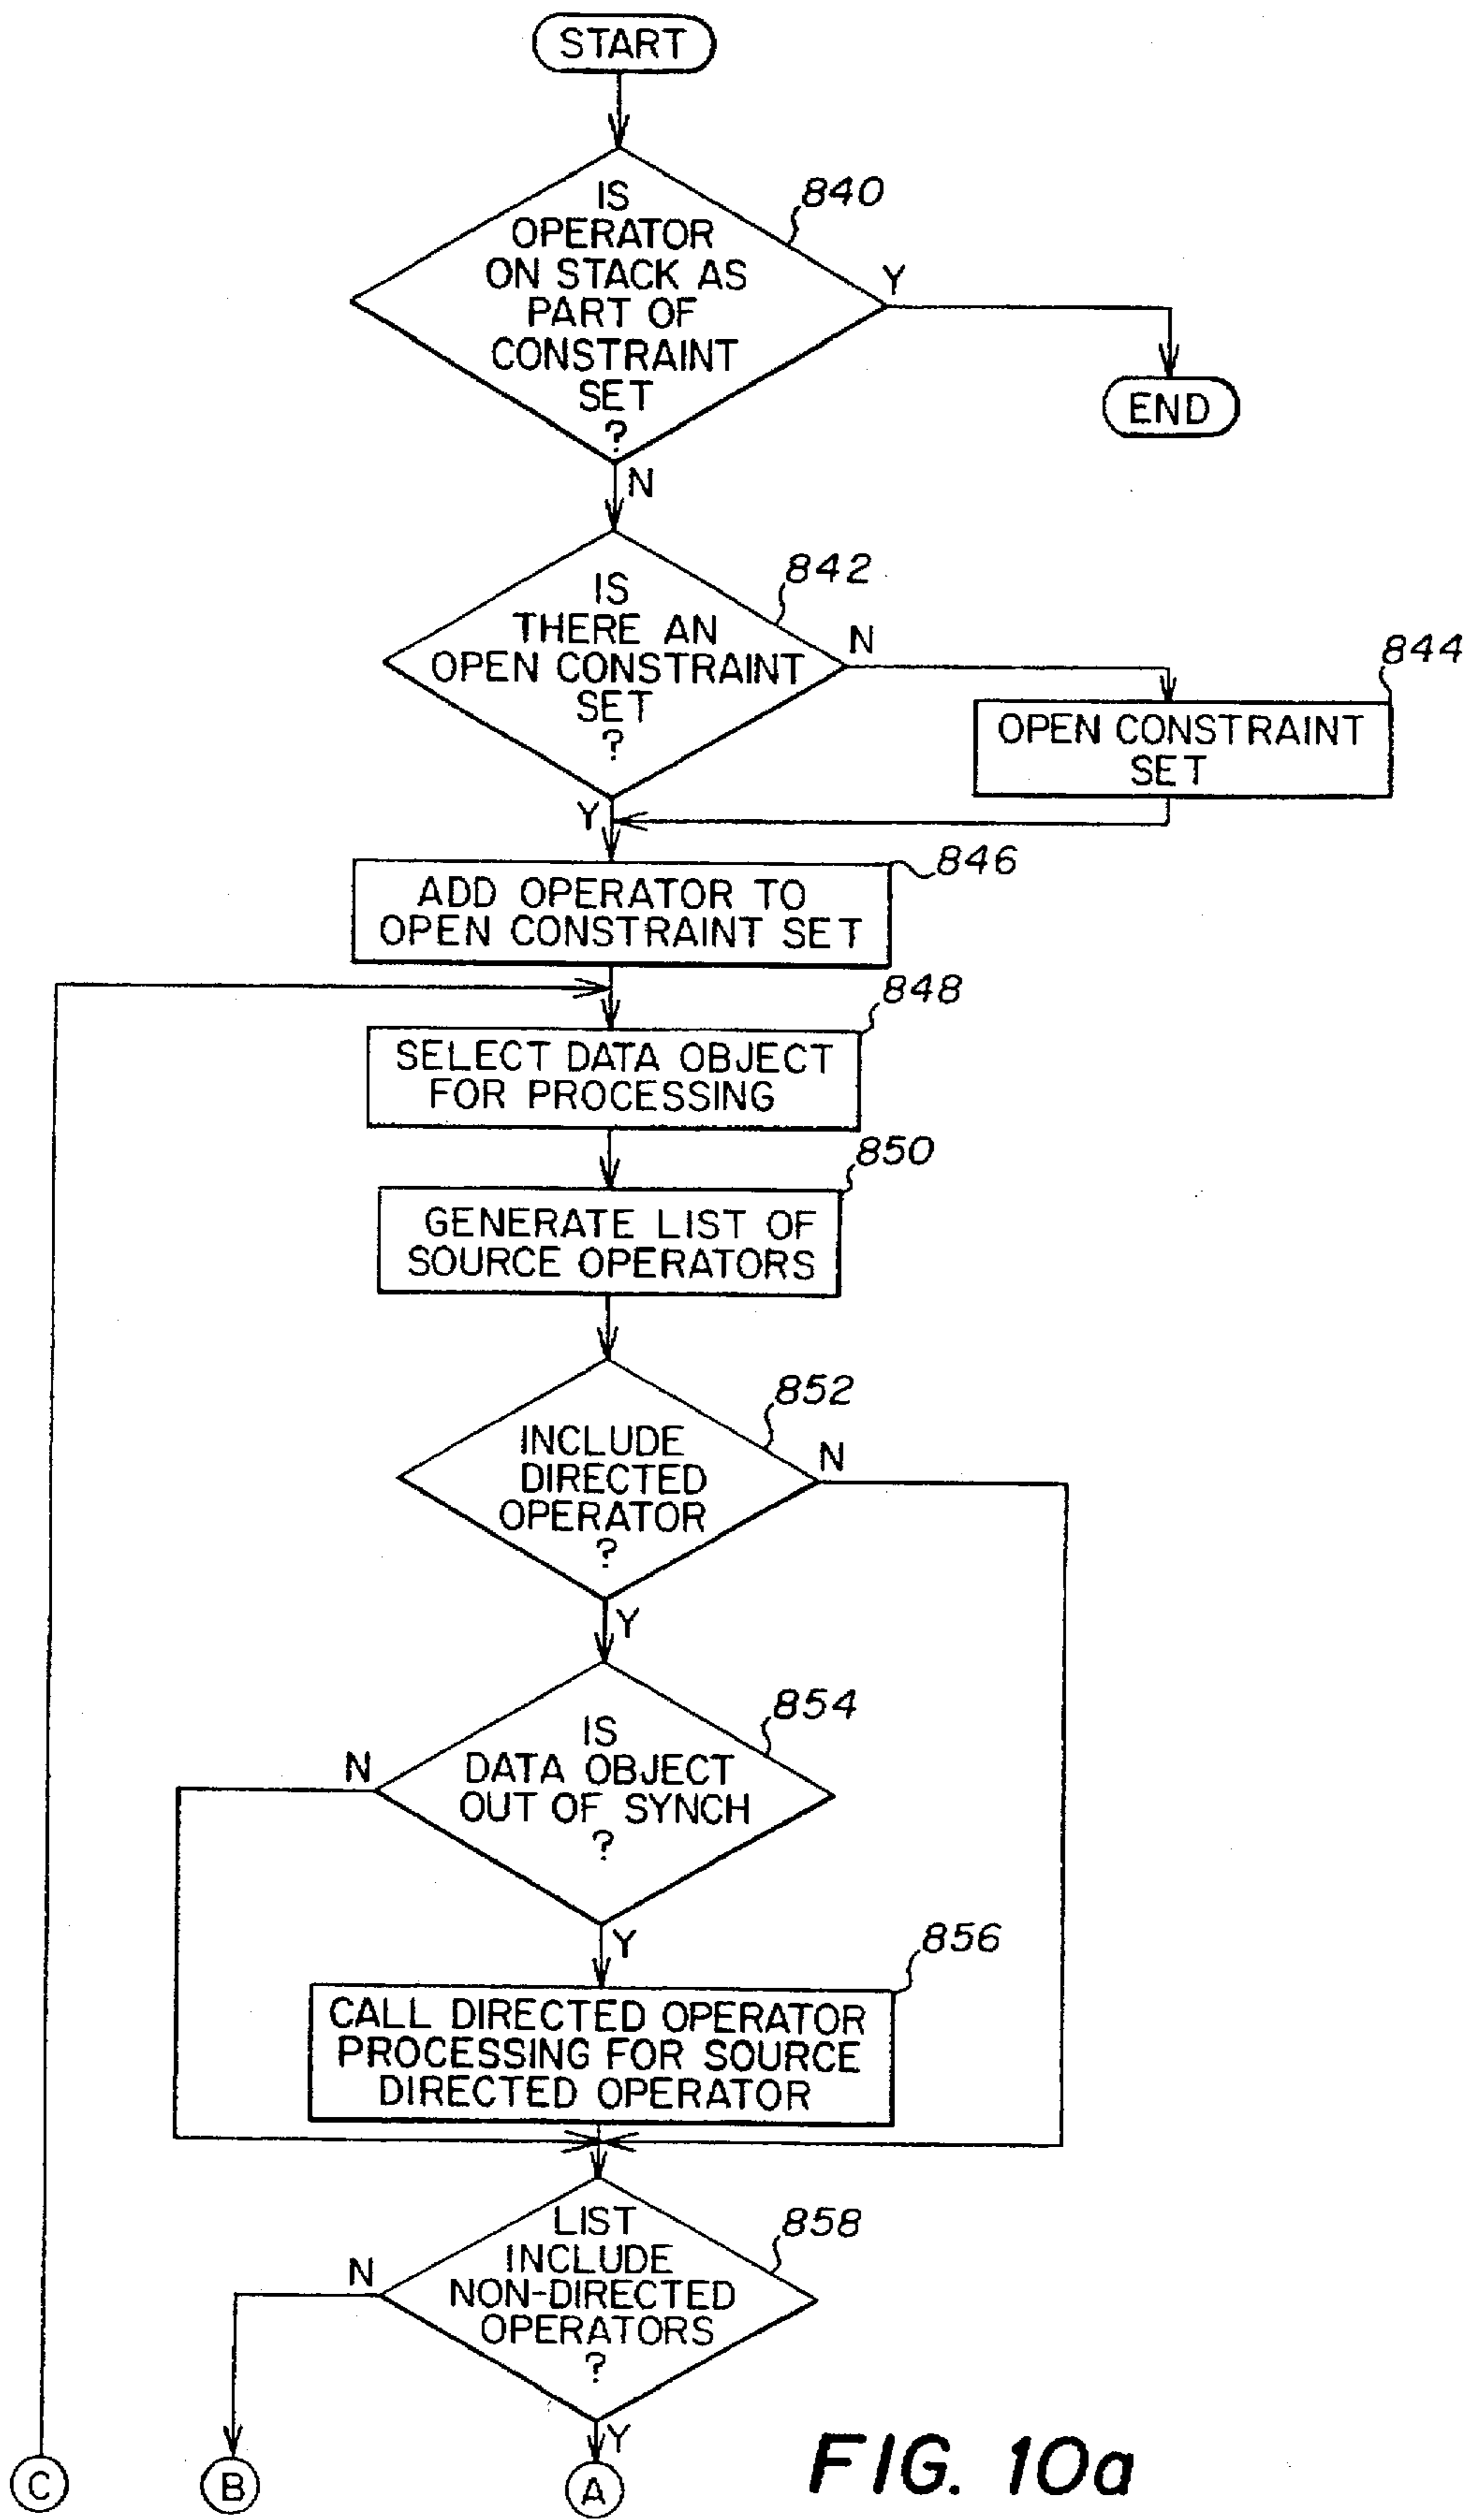 START
840
IS
OPERATOR
ON STACK AS
PART OF
CONSTRAINT
SET
?
Y
END
N
842
IS
THERE AN
OPEN CONSTRAINT
SET
?
N
844
OPEN CONSTRAINT
SET
Y
846
ADD OPERATOR TO
OPEN CONSTRAINT SET
848
SELECT DATA OBJECT
FOR PROCESSING
850
GENERATE LIST OF
SOURCE OPERATORS
852
INCLUDE
DIRECTED
OPERATOR
?
N
Y
854
IS
DATA OBJECT
OUT OF SYNCH
?
N
Y
856
CALL DIRECTED OPERATOR
PROCESSING FOR SOURCE
DIRECTED OPERATOR
858
LIST
INCLUDE
NON-DIRECTED
OPERATORS
?
N
Y
C
B
A
FIG. 10a